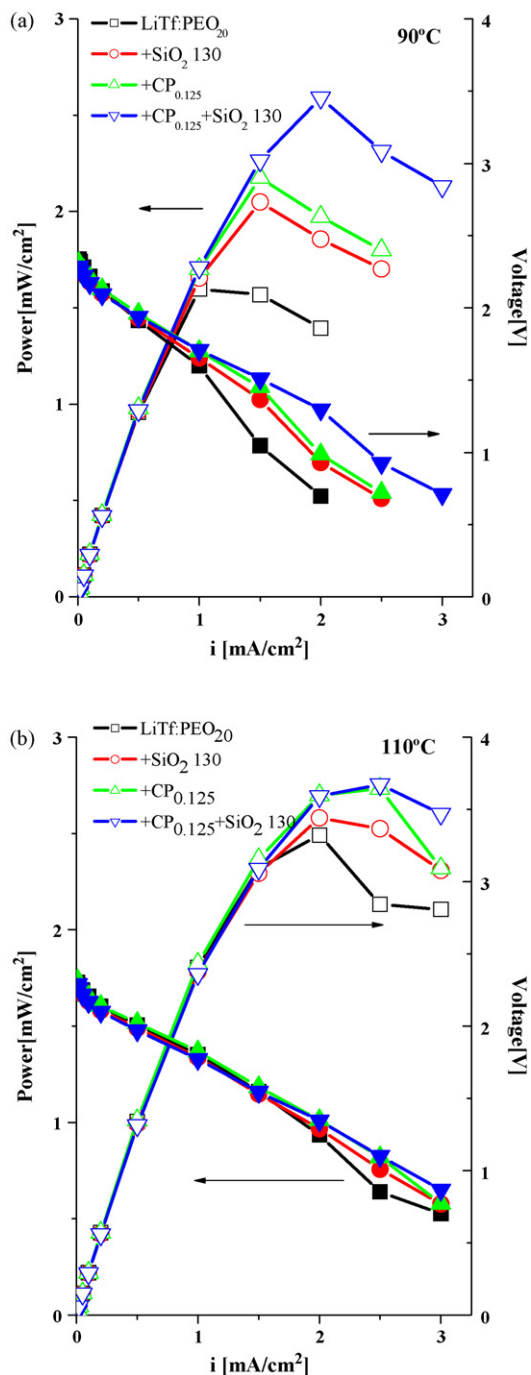 (a)
LiTf:PEO₂₀
+SiO₂ 130
+CP₀.₁₂₅
+CP₀.₁₂₅+SiO₂ 130
90ºC
3
2
1
0
Power[mW/cm²]
4
3
2
1
0
Voltage[V]
0 1 2 3
i [mA/cm²]
(b)
LiTf:PEO₂₀
+SiO₂ 130
+CP₀.₁₂₅
+CP₀.₁₂₅+SiO₂ 130
110ºC
3
2
1
0
Power[mW/cm²]
4
3
2
1
0
Voltage[V]
0 1 2 3
i [mA/cm²]